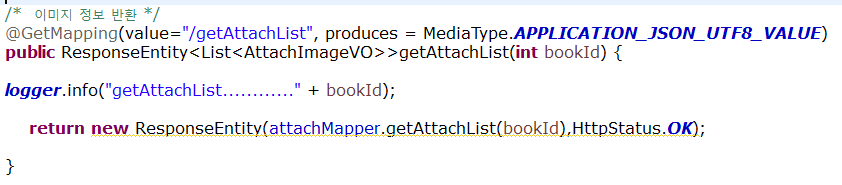 /*  이미지 정보 반환 */
@GetMapping(value="/getAttachList", produces = MediaType.APPLICATION_JSON_UTF8_VALUE)
public ResponseEntity<List<AttachImageVO>>getAttachList(int bookId) {
logger.info("getAttachList............" + bookId);
return new ResponseEntity(attachMapper.getAttachList(bookId),HttpStatus.OK);
}